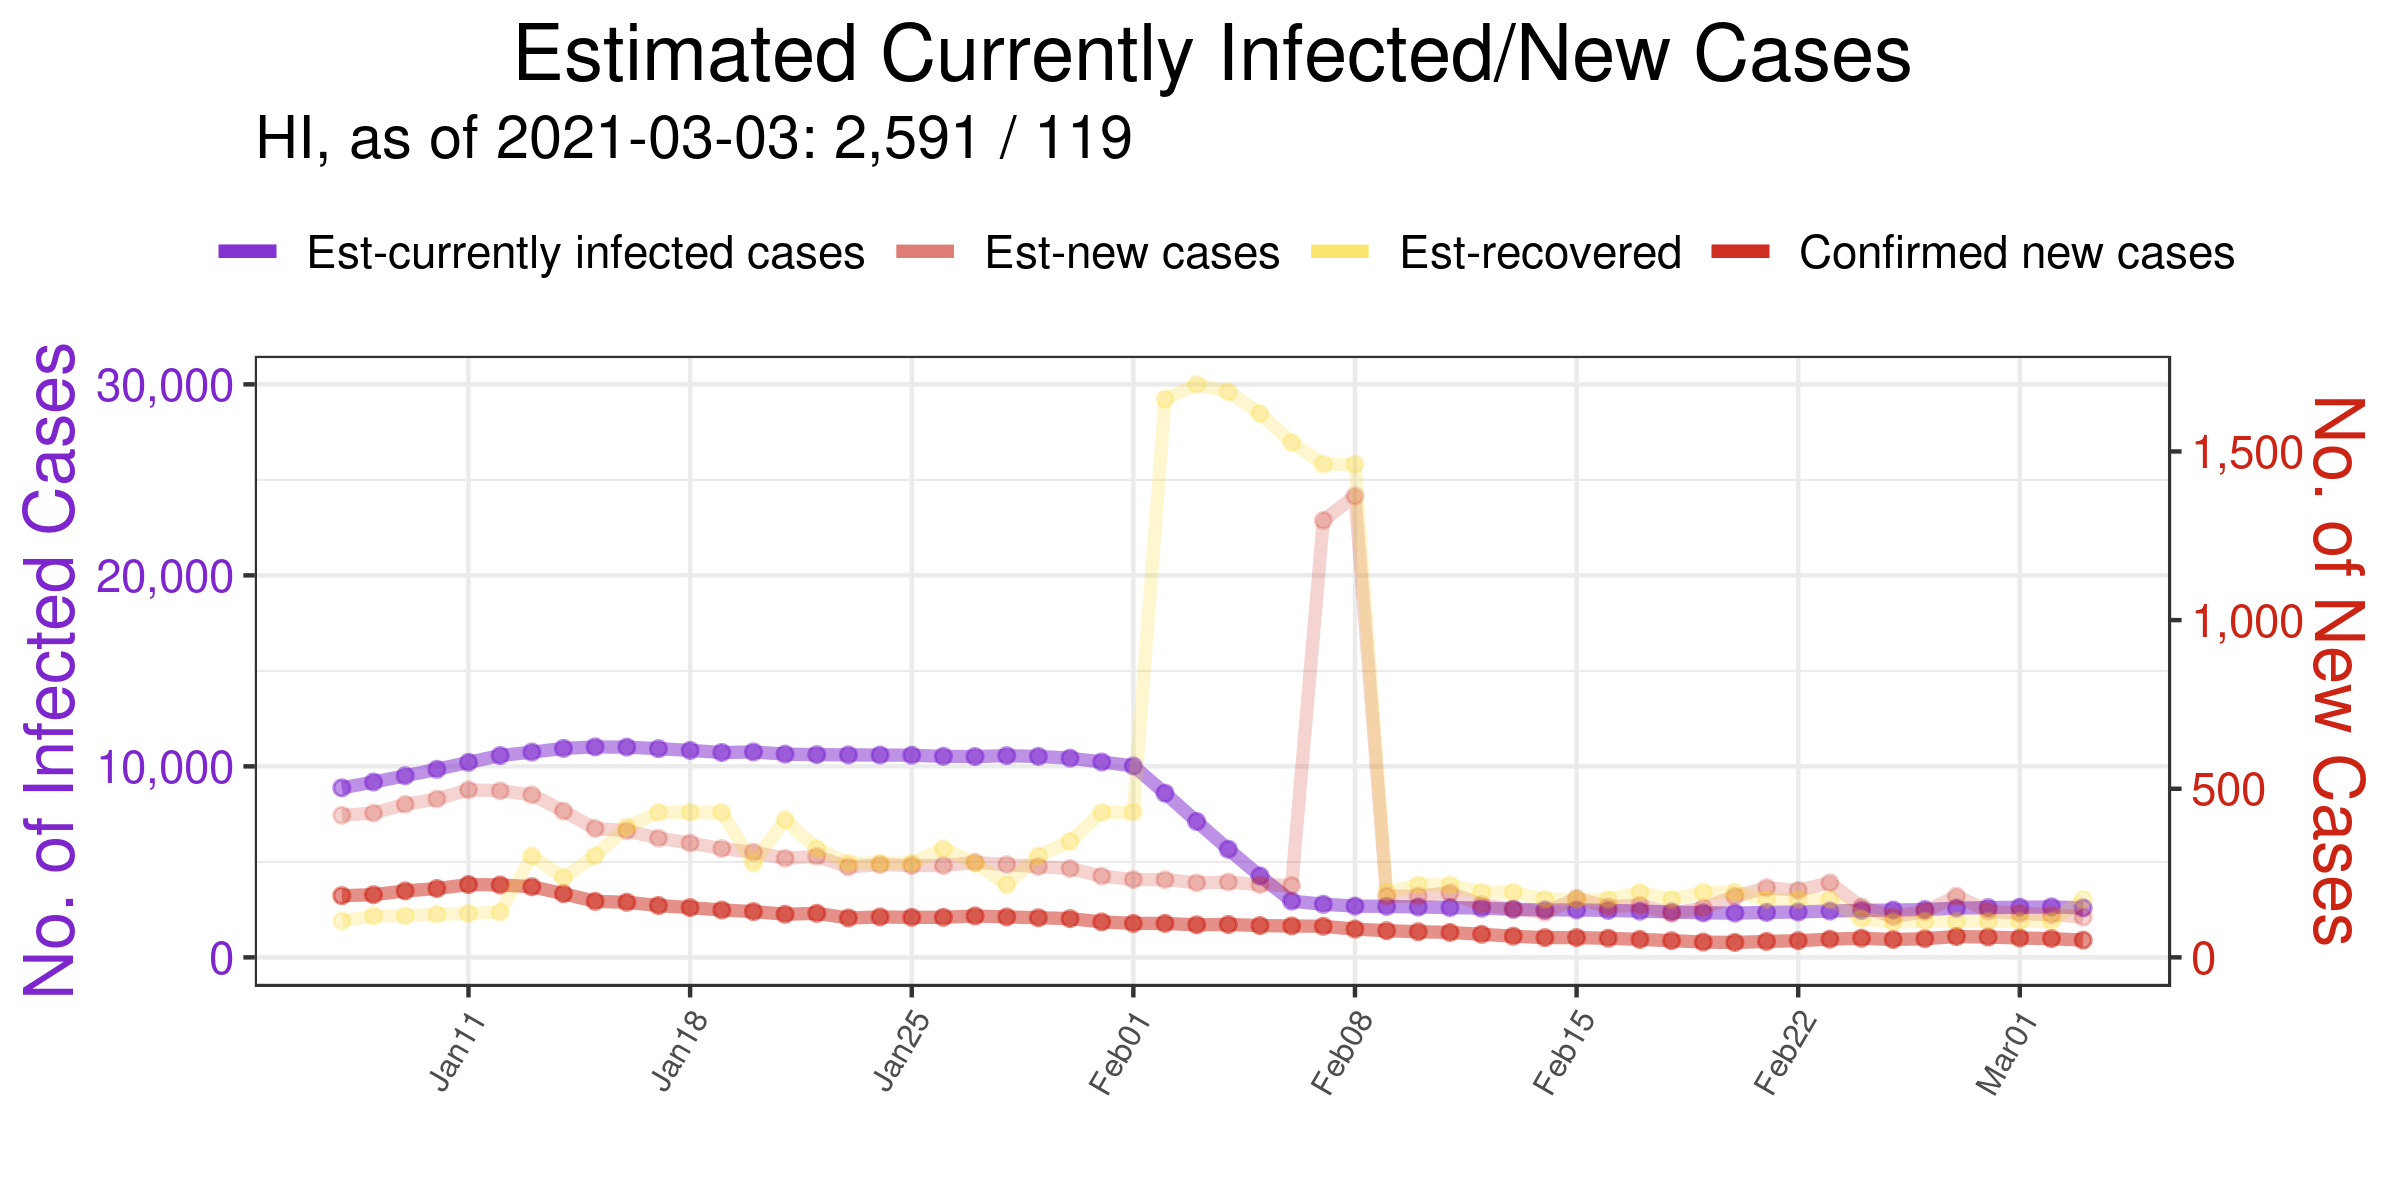 Estimated Currently Infected/New Cases
HI, as of 2021-03-03: 2,591 / 119
Est-currently infected cases
Est-new cases
Est-recovered
Confirmed new cases
No. of Infected Cases
30,000
20,000
10,000
0
1,500
1,000
500
0
No. of New Cases
Jan11
Jan18
Jan25
Feb01
Feb08
Feb15
Feb22
Mar01